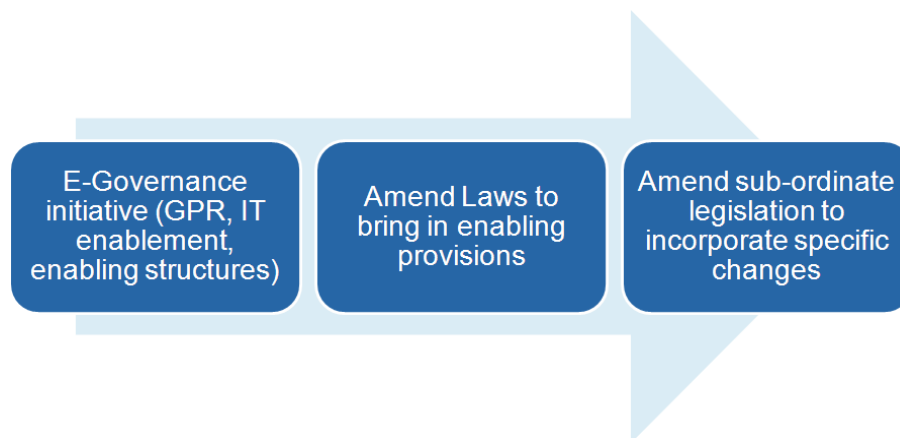 E-Governance
initiative (GPR, IT
enablement,
enabling structures)
Amend Laws to
bring in enabling
provisions
Amend sub-ordinate
legislation to
incorporate specific
changes